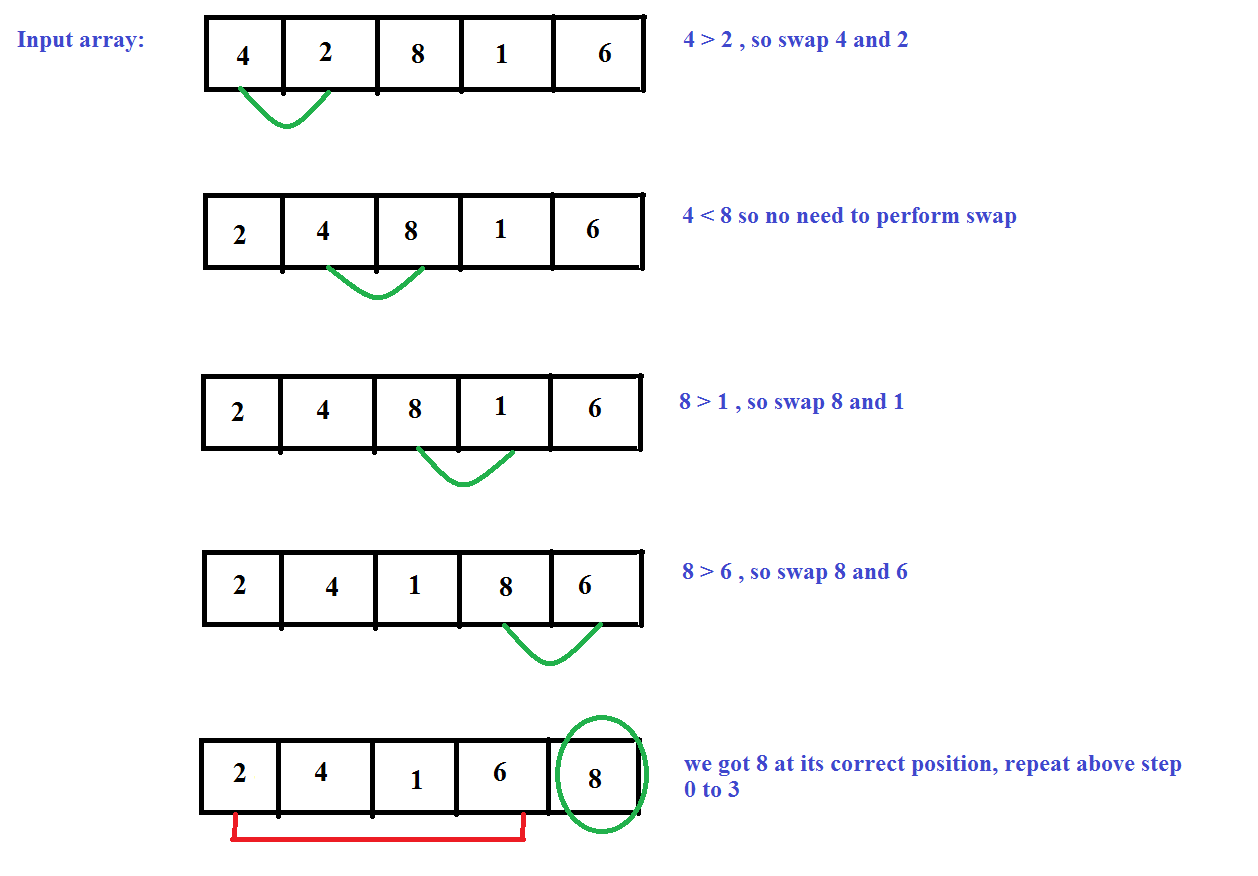 Input array:
4 2 8 1 6
4 > 2 , so swap 4 and 2
2 4 8 1 6
4 < 8 so no need to perform swap
2 4 8 1 6
8 > 1 , so swap 8 and 1
2 4 1 8 6
8 > 6 , so swap 8 and 6
2 4 1 6 8
we got 8 at its correct position, repeat above step
0 to 3